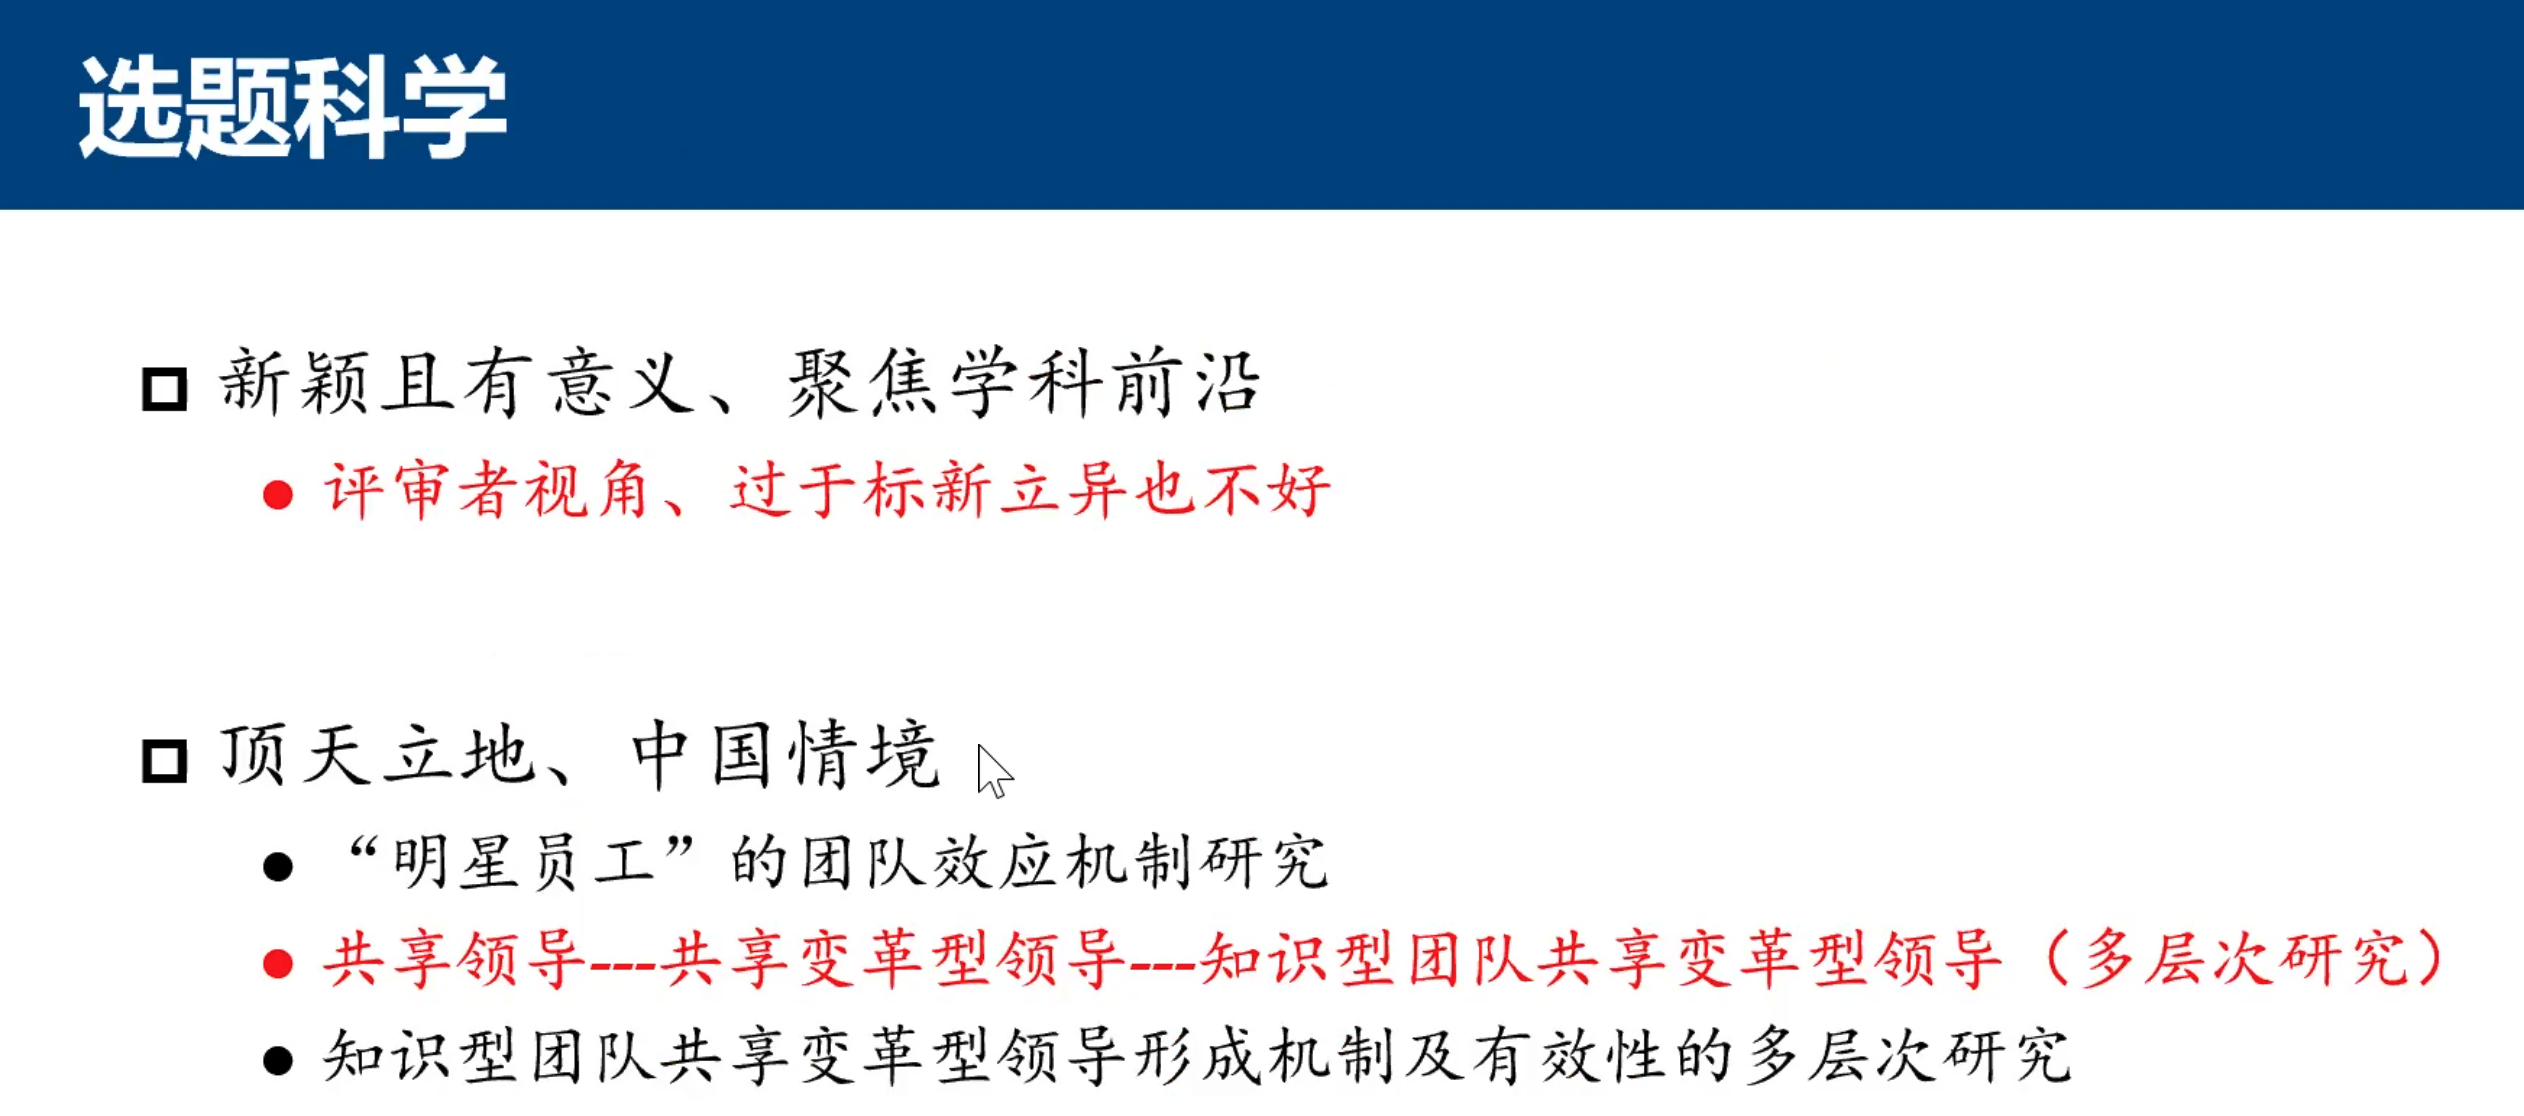 选题科学
新颖且有意义、聚焦学科前沿
评审者视角、过于标新立异也不好
顶天立地、中国情境
“明星员工”的团队效应机制研究
共享领导---共享变革型领导---知识型团队共享变革型领导（多层次研究）
知识型团队共享变革型领导形成机制及有效性的多层次研究